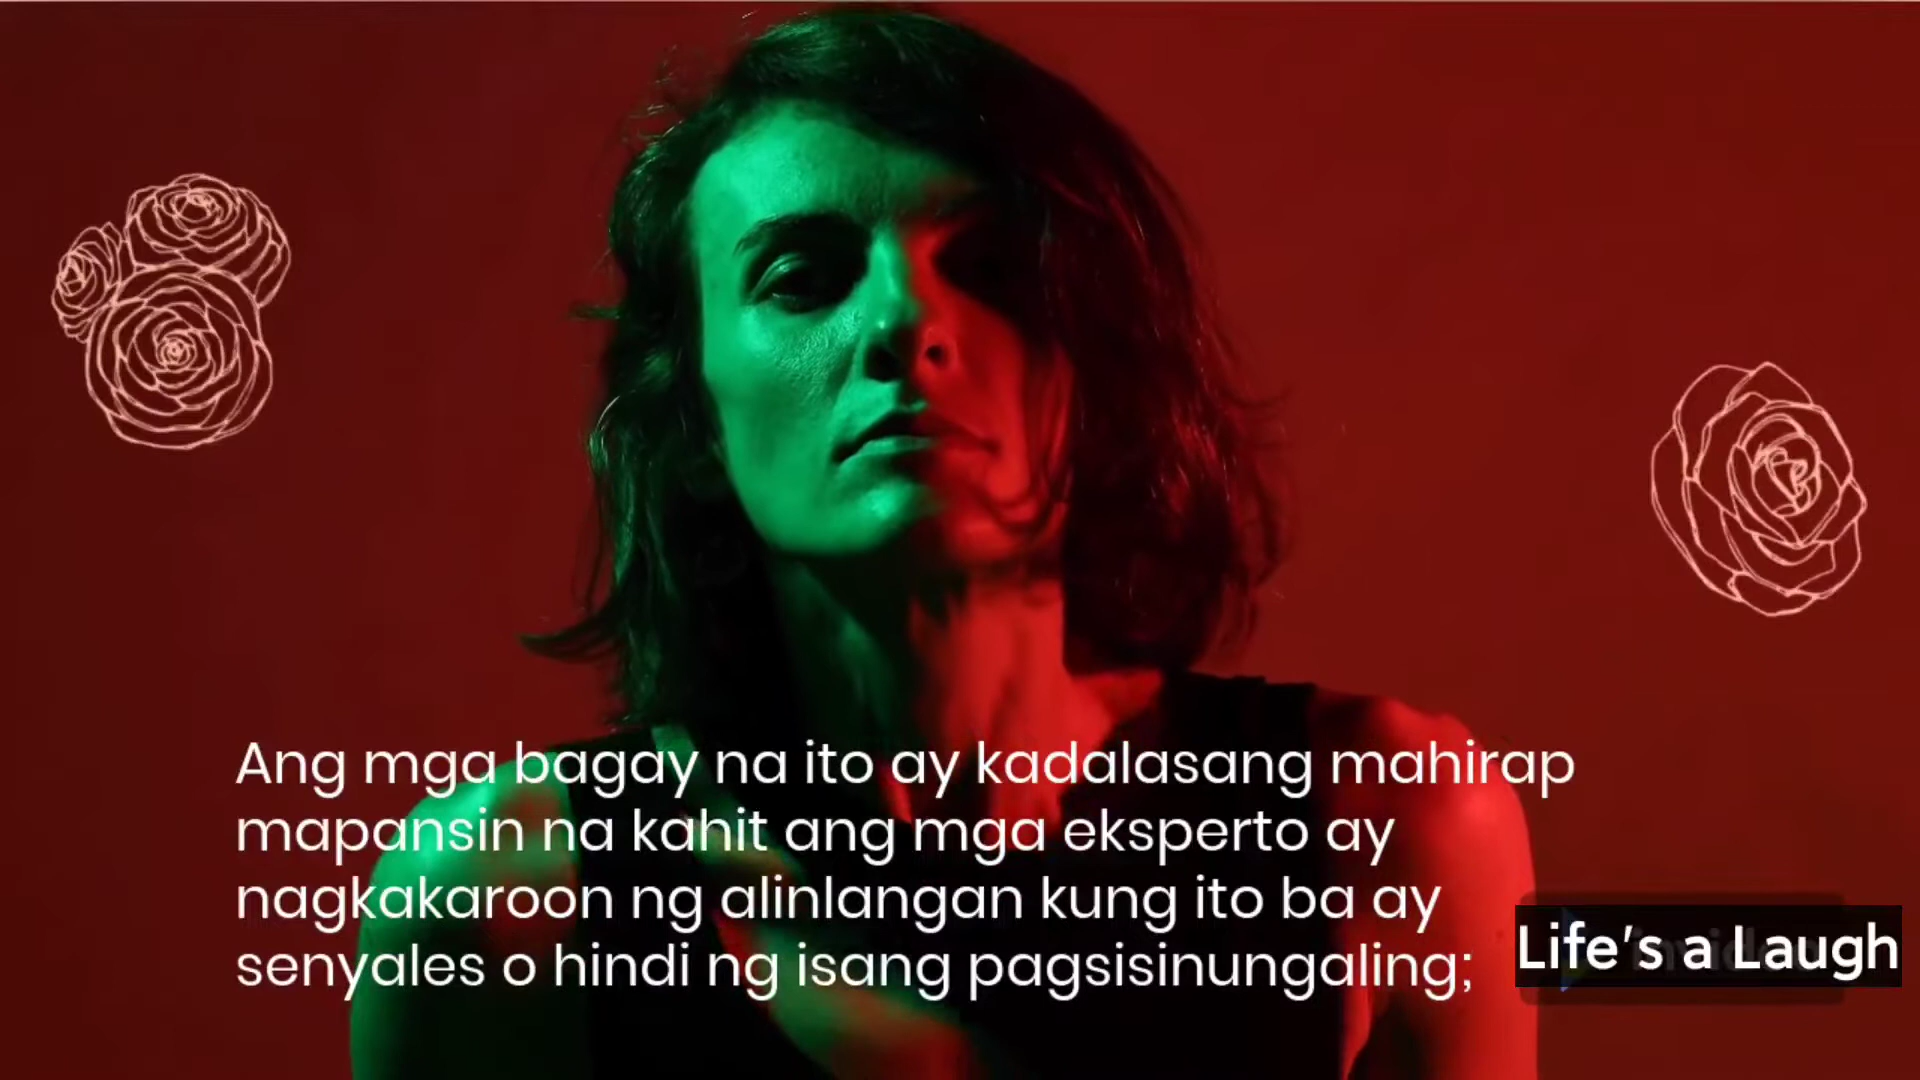 Ang mga bagay na ito ay kadalasang mahirap
mapansin na kahit ang mga eksperto ay
nagkakaroon ng alinlangan kung ito ba ay
senyales o hindi ng isang pagsisinungaling;
Life's a Laugh